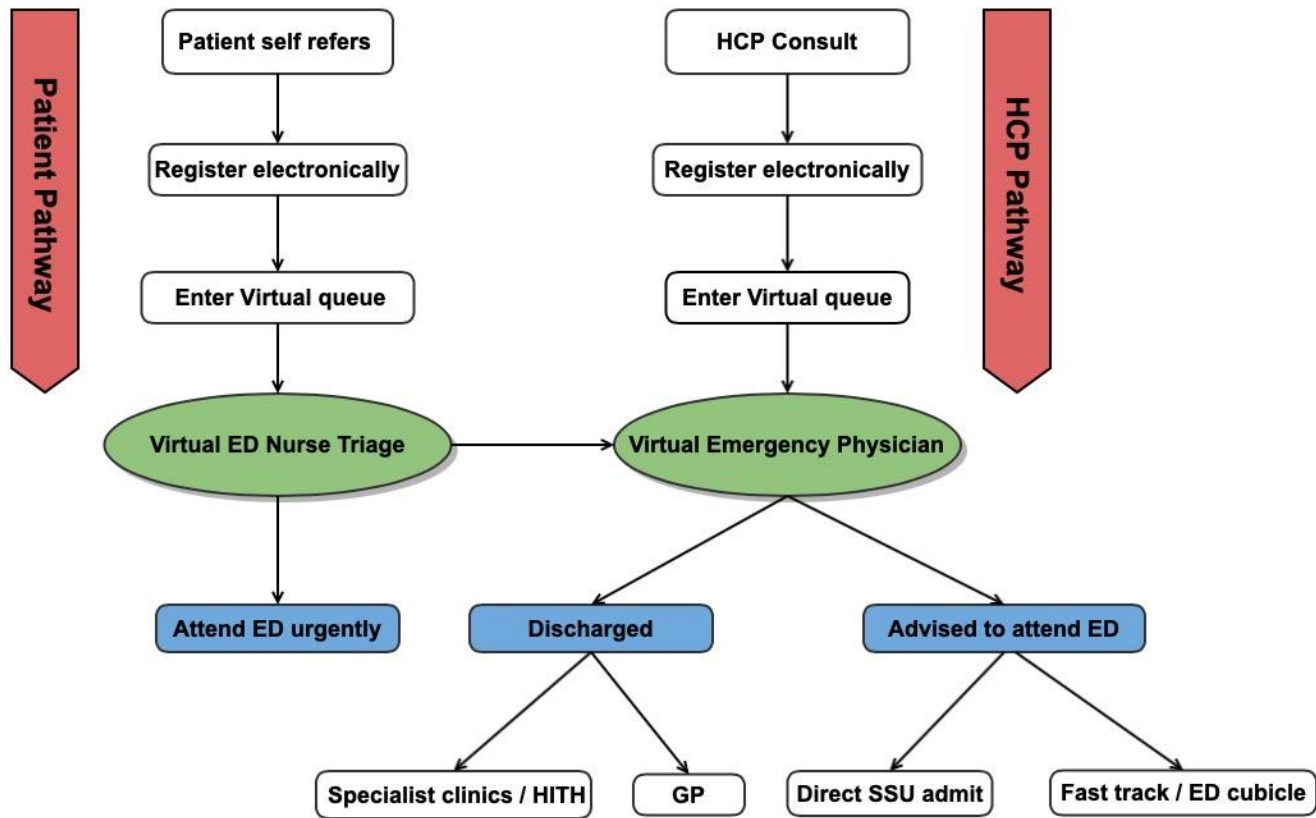 Patient Pathway
Patient self refers
HCP Consult
HCP Pathway
Register electronically
Register electronically
Enter Virtual queue
Enter Virtual queue
Virtual ED Nurse Triage
Virtual Emergency Physician
Attend ED urgently
Discharged
Advised to attend ED
Specialist clinics / HITH
GP
Direct SSU admit
Fast track / ED cubicle